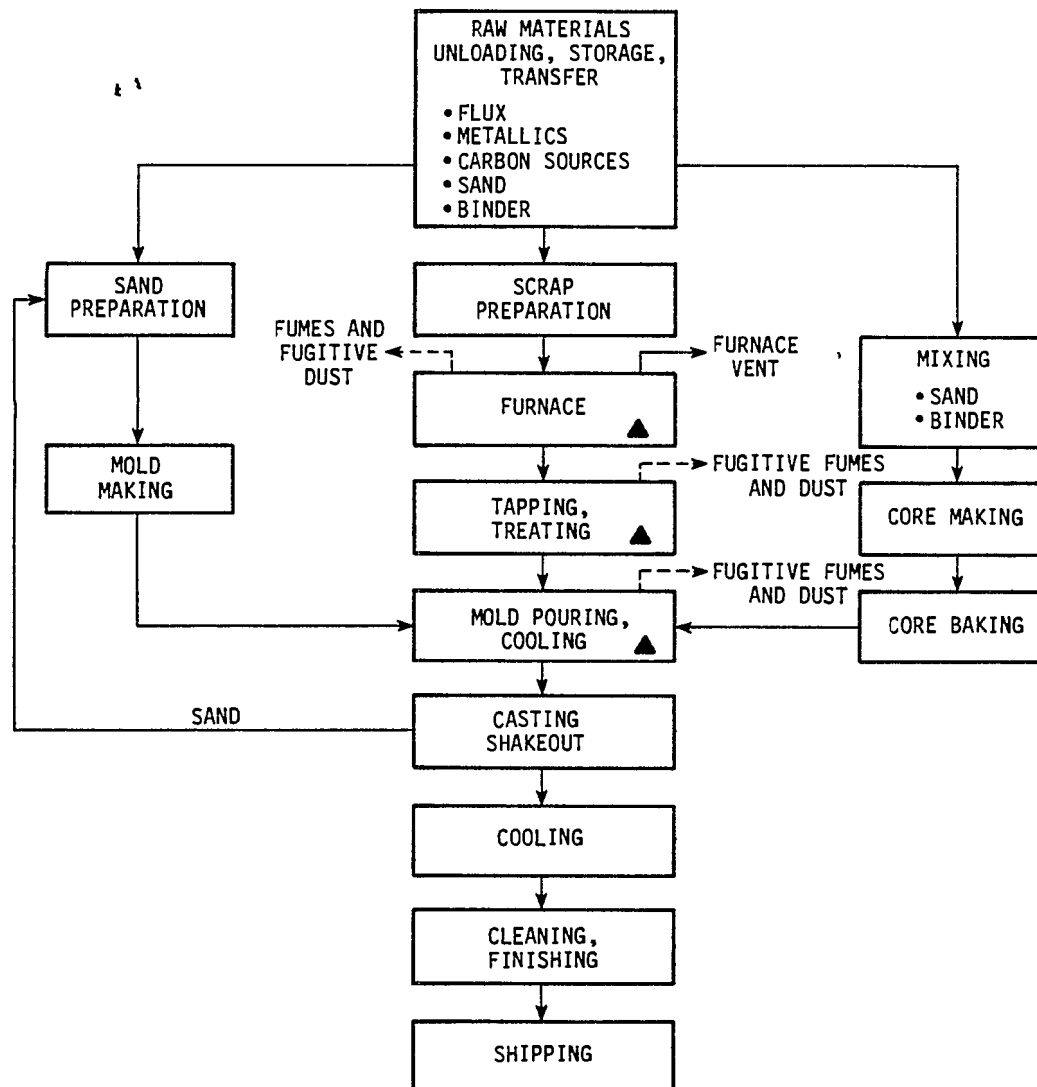 RAW MATERIALS
UNLOADING, STORAGE,
TRANSFER
• FLUX
• METALLICS
• CARBON SOURCES
• SAND
• BINDER
SAND
PREPARATION
SCRAP
PREPARATION
FUMES AND
FUGITIVE
DUST
FURNACE
VENT
FURNACE
MIXING
• SAND
• BINDER
MOLD
MAKING
FUGITIVE FUMES
AND DUST
TAPPING,
TREATING
CORE MAKING
FUGITIVE FUMES
AND DUST
MOLD POURING,
COOLING
CORE BAKING
SAND
CASTING
SHAKEOUT
COOLING
CLEANING,
FINISHING
SHIPPING